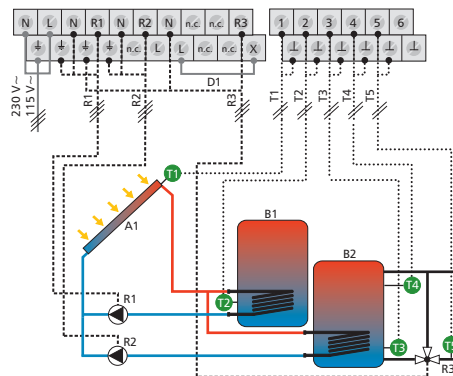 N L N R1 N R2 N n.c. n.c. R3 1 2 3 4 5 6
n.c. L L n.c. n.c. X
230 V~
115 V~
R1
R2
D1
R3
T1
T2
T3
T4
T5
T1
A1
B1
B2
R1
T2
T4
R2
T3
T5
R3